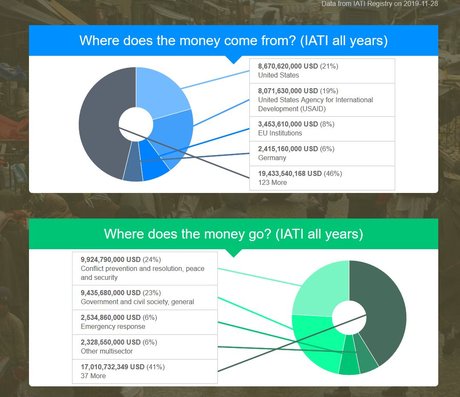 Data from IATI Registry on 2019-11-28
Where does the money come from? (IATI all years)
8,670,620,000 USD (21%)
United States
8,071,630,000 USD (19%)
United States Agency for International
Development (USAID)
3,453,610,000 USD (8%)
EU Institutions
2,415,160,000 USD (6%)
Germany
19,433,540,168 USD (46%)
123 More
Where does the money go? (IATI all years)
9,924,790,000 USD (24%)
Conflict prevention and resolution, peace
and security
9,435,680,000 USD (23%)
Government and civil society, general
2,534,860,000 USD (6%)
Emergency response
2,328,550,000 USD (6%)
Other multisector
17,010,732,349 USD (41%)
37 More